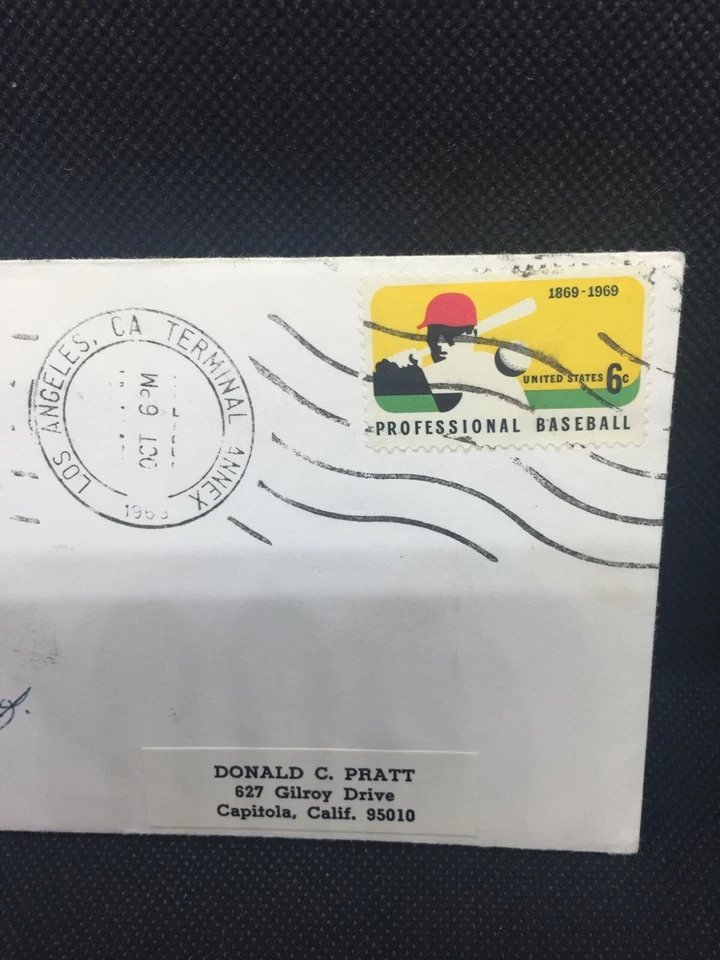 LOS ANGELES, CA TERMINAL ANNEX
OCT 6 PM
1869-1969
UNITED STATES 6c
PROFESSIONAL BASEBALL
DONALD C. PRATT
627 Gilroy Drive
Capitola, Calif. 95010